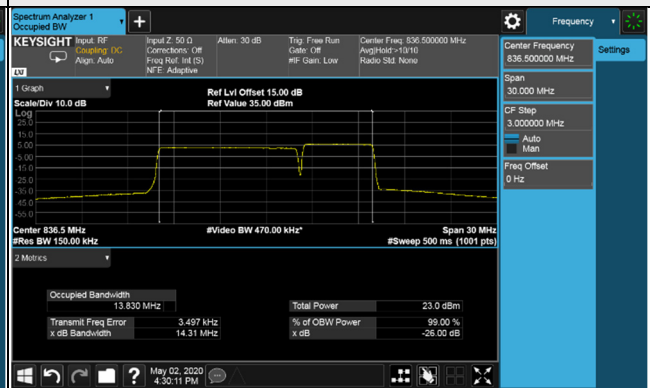 Spectrum Analyzer 1
Occupied BW
Frequency
KEYSIGHT
Input: RF
Coupling: DC
Align: Auto
Input Z: 50 Ω
Corrections: Off
Freq Ref: Int (S)
NFE: Adaptive
Atten: 30 dB
Trig: Free Run
Gate: Off
#IF Gain: Low
Center Freq: 836.500000 MHz
Avg|Hold:>10/10
Radio Std: None
LXI
Center Frequency
836.500000 MHz
Settings
Span
30.000 MHz
CF Step
3.000000 MHz
Auto
Man
Freq Offset
0 Hz
1 Graph
Scale/Div 10.0 dB
Ref Lvl Offset 15.00 dB
Ref Value 35.00 dBm
Log
25.0
15.0
5.00
-5.00
-15.0
-25.0
-35.0
-45.0
-55.0
Center 836.5 MHz
#Res BW 150.00 kHz
#Video BW 470.00 kHz*
Span 30 MHz
#Sweep 500 ms (1001 pts)
2 Metrics
Occupied Bandwidth
13.830 MHz
Total Power 23.0 dBm
Transmit Freq Error 3.497 kHz
% of OBW Power 99.00 %
x dB Bandwidth 14.31 MHz
x dB -26.00 dB
?
May 02, 2020
4:30:11 PM